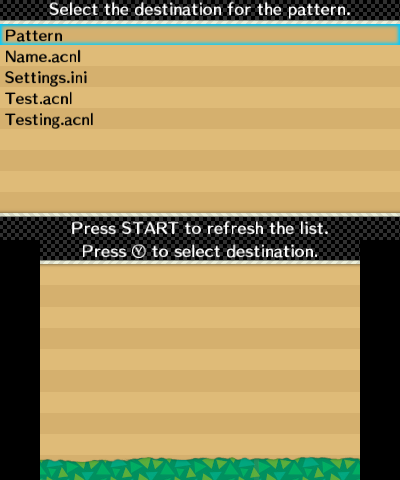 Select the destination for the pattern.
Pattern
Name.acnl
Settings.ini
Test.acnl
Testing.acnl
Press START to refresh the list.
Press Ⓨ to select destination.